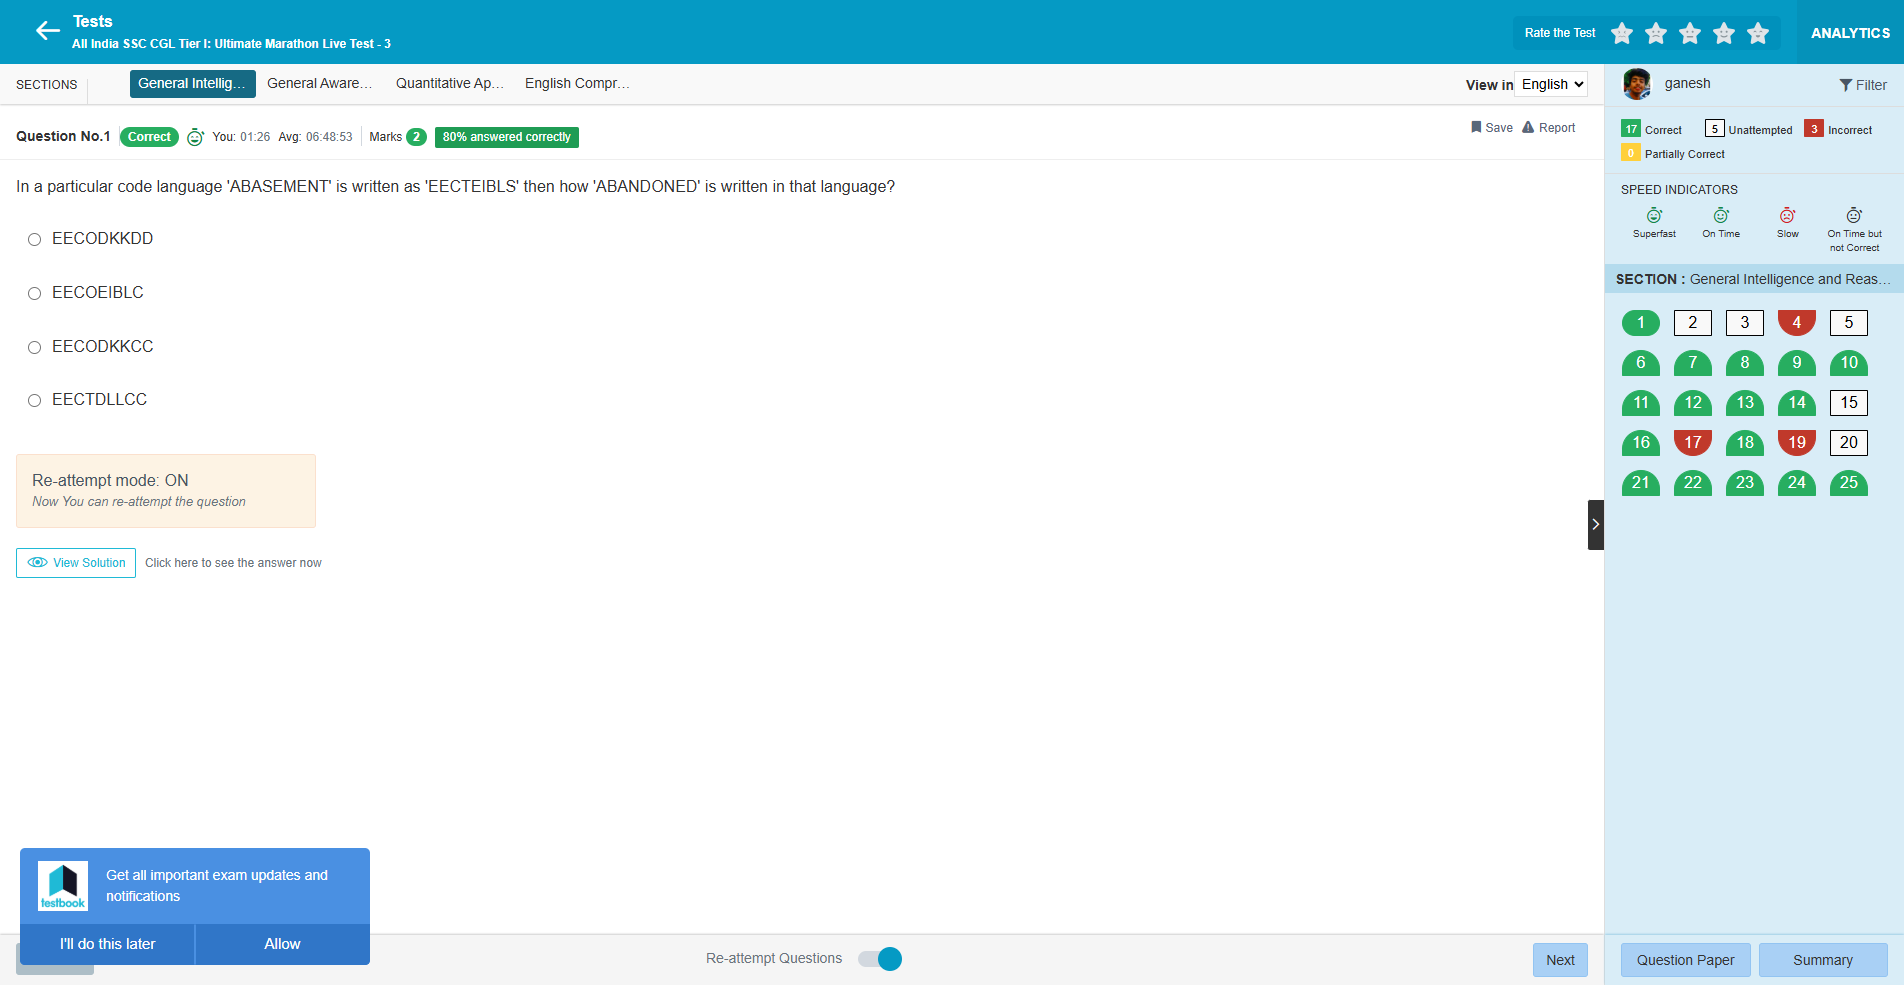 Tests
All India SSC CGL Tier I: Ultimate Marathon Live Test - 3
Rate the Test
ANALYTICS
SECTIONS
General Intellig...
General Aware...
Quantitative Ap...
English Compr...
View in English
ganesh
Filter
Question No.1 Correct You: 01:26 Avg: 06:48:53 Marks 2 80% answered correctly
Save Report
17 Correct 5 Unattempted 3 Incorrect
0 Partially Correct
In a particular code language 'ABASEMENT' is written as 'EECTEIBLS' then how 'ABANDONED' is written in that language?
EECODKKDD
EECOEIBLC
EECODKKCC
EECTDLLCC
Re-attempt mode: ON
Now You can re-attempt the question
View Solution Click here to see the answer now
SPEED INDICATORS
Superfast
On Time
Slow
On Time but
not Correct
SECTION : General Intelligence and Reas...
1 2 3 4 5
6 7 8 9 10
11 12 13 14 15
16 17 18 19 20
21 22 23 24 25
testbook
Get all important exam updates and
notifications
I'll do this later
Allow
Re-attempt Questions
Next
Question Paper
Summary